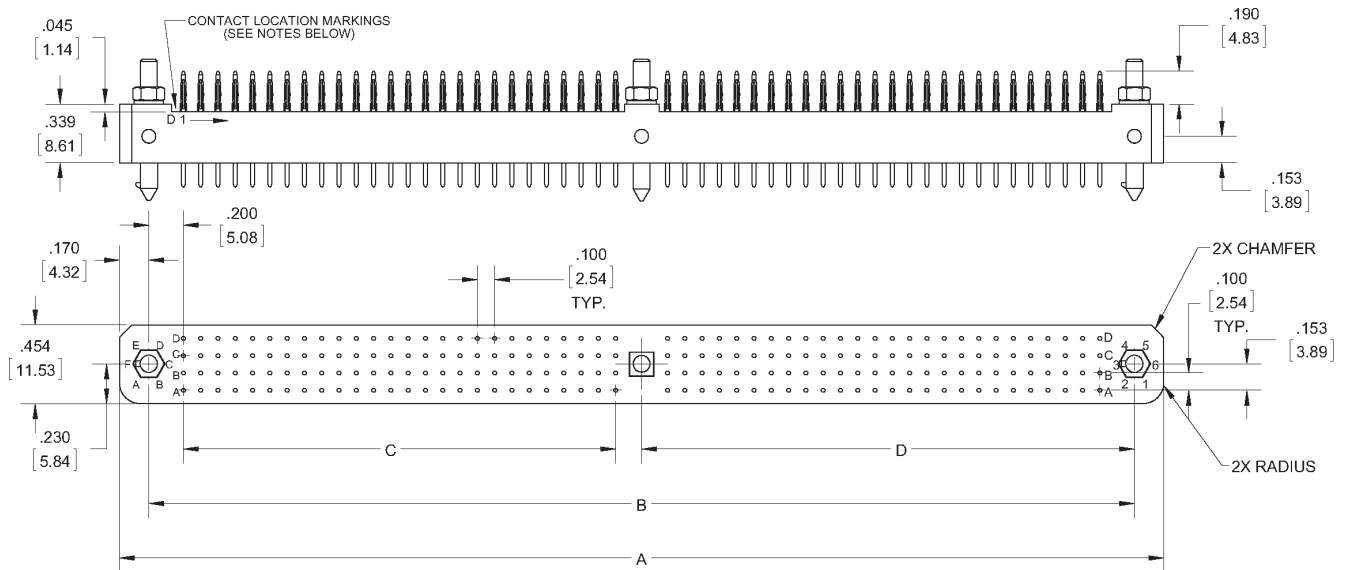 .045
[1.14]
CONTACT LOCATION MARKINGS
(SEE NOTES BELOW)
.190
[4.83]
.339
[8.61]
D 1
.153
[3.89]
.200
[5.08]
.170
[4.32]
.100
[2.54]
TYP.
2X CHAMFER
.100
[2.54]
TYP.
.153
[3.89]
.454
[11.53]
E D
F C
A B
D
C
B
A
D
C
B
A
4 5
3 6
2 1
.230
[5.84]
C
D
2X RADIUS
B
A